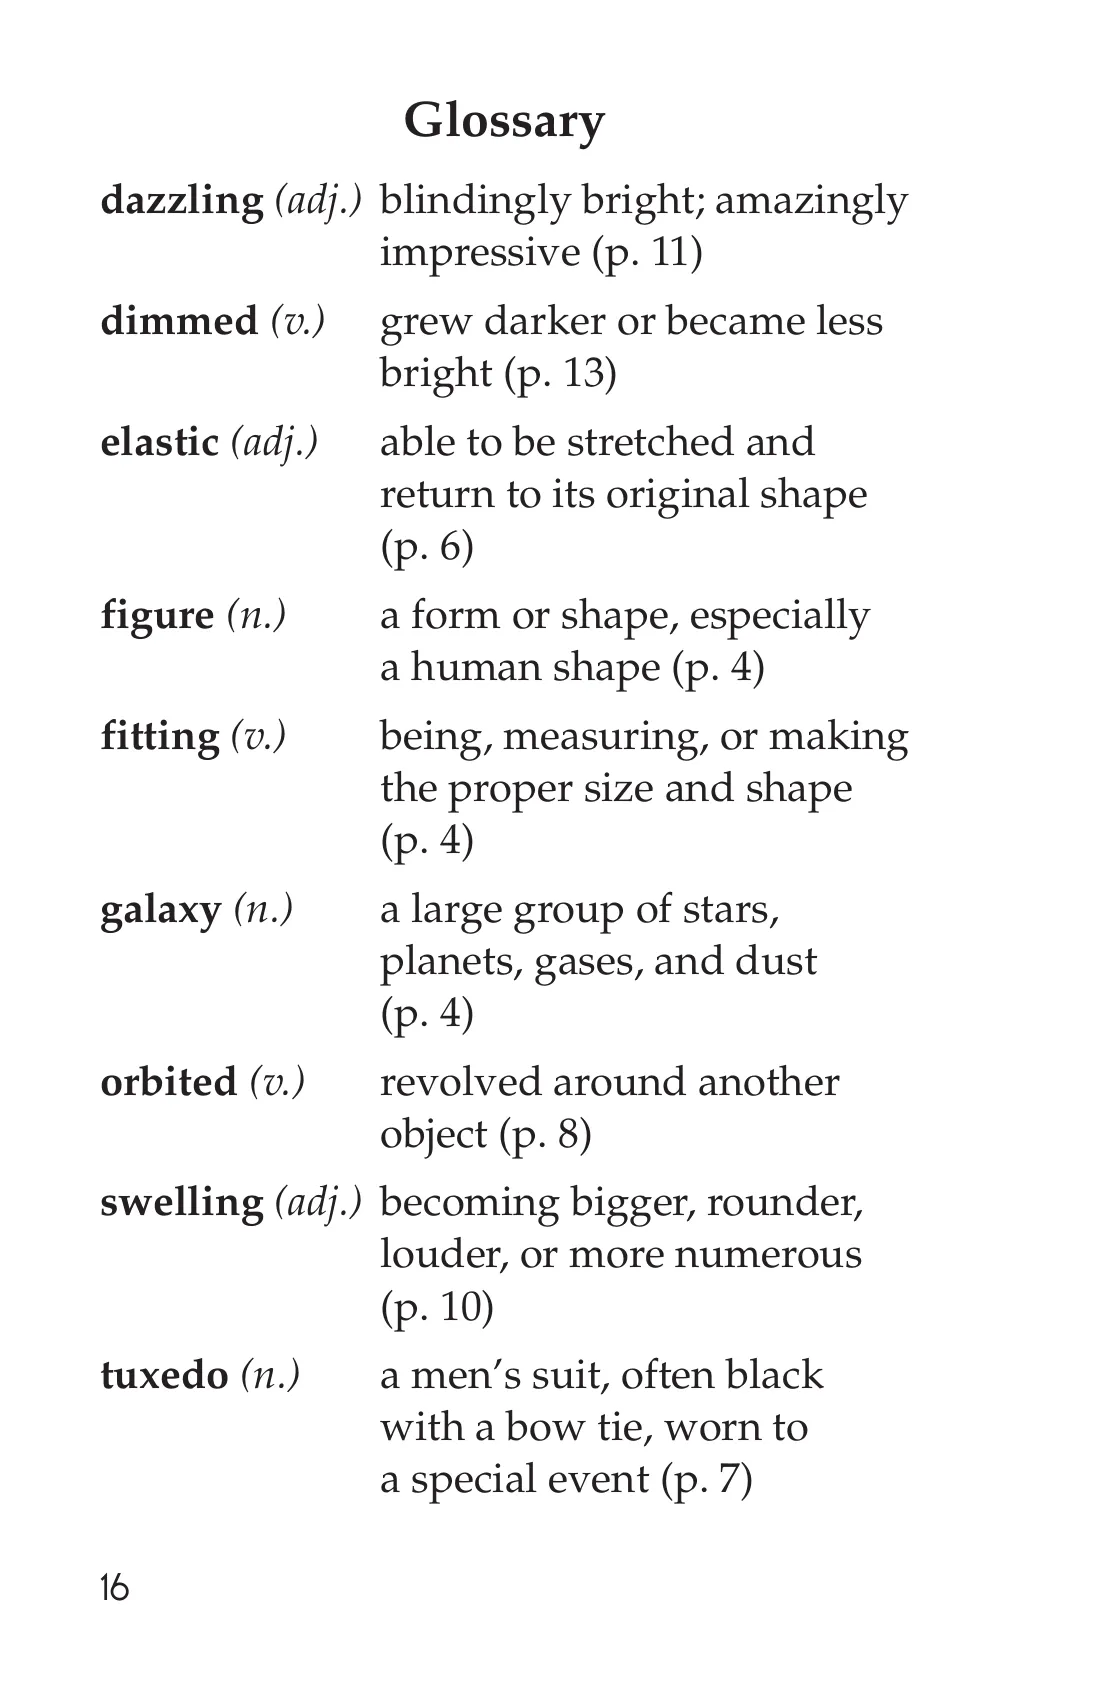 Glossary
dazzling (adj.) blindingly bright; amazingly
impressive (p. 11)
dimmed (v.) grew darker or became less
bright (p. 13)
elastic (adj.) able to be stretched and
return to its original shape
(p. 6)
figure (n.) a form or shape, especially
a human shape (p. 4)
fitting (v.) being, measuring, or making
the proper size and shape
(p. 4)
galaxy (n.) a large group of stars,
planets, gases, and dust
(p. 4)
orbited (v.) revolved around another
object (p. 8)
swelling (adj.) becoming bigger, rounder,
louder, or more numerous
(p. 10)
tuxedo (n.) a men’s suit, often black
with a bow tie, worn to
a special event (p. 7)
16